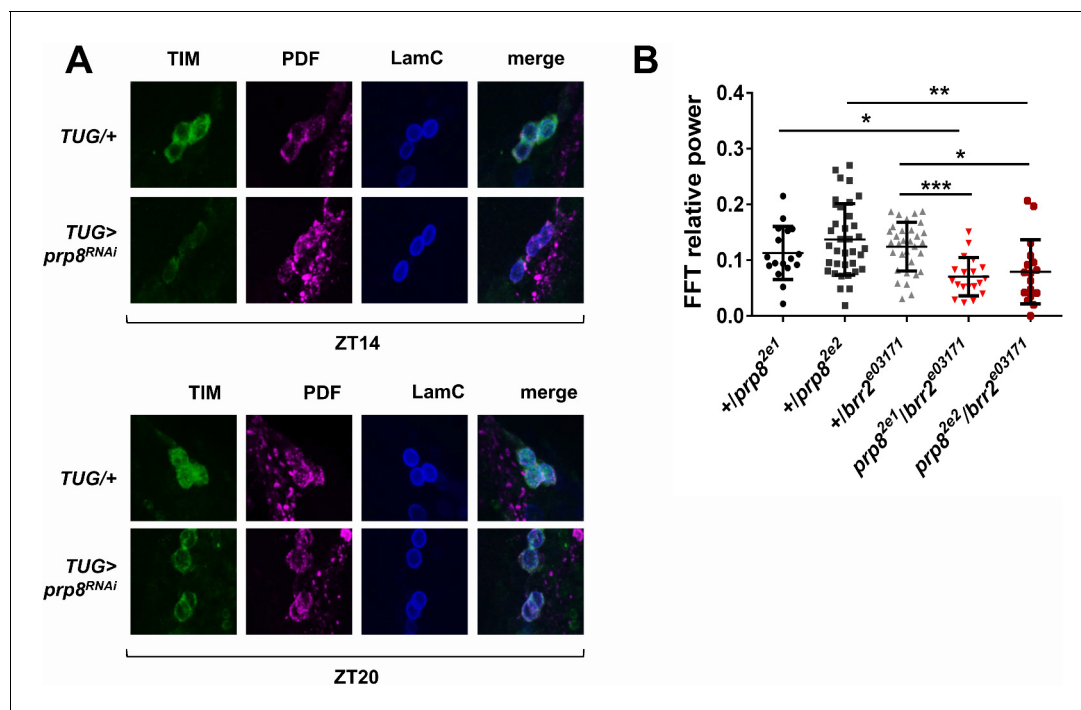 A
TIM PDF LamC merge
TUG/+
TUG>
prp8RNAi
ZT14
TIM PDF LamC merge
TUG/+
TUG>
prp8RNAi
ZT20
B
FFT relative power
0.4
0.3
0.2
0.1
0.0
**
*
*
***
+/prp82e1
+/prp82e2
+/brr2e03171
prp82e1/brr2e03171
prp82e2/brr2e03171